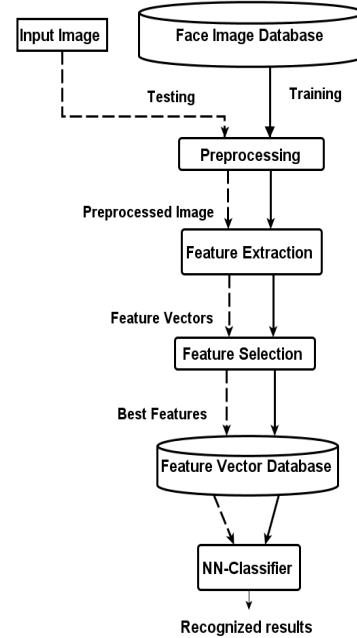 Input Image
Face Image Database
Testing
Training
Preprocessing
Preprocessed Image
Feature Extraction
Feature Vectors
Feature Selection
Best Features
Feature Vector Database
NN-Classifier
Recognized results